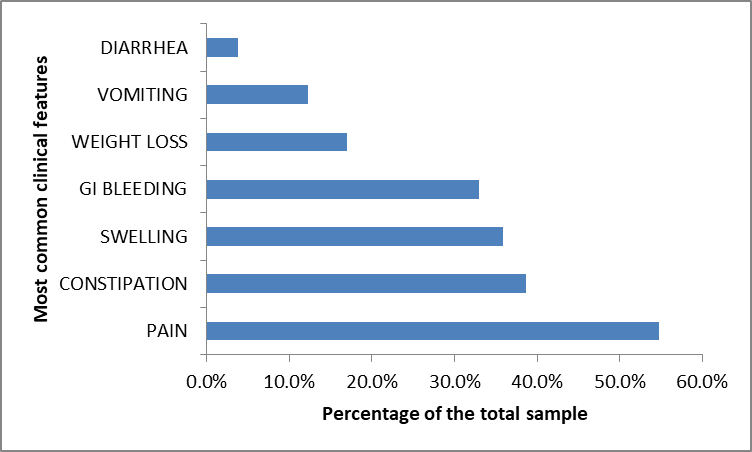 Most common clinical features
DIARRHEA
VOMITING
WEIGHT LOSS
GI BLEEDING
SWELLING
CONSTIPATION
PAIN
0.0% 10.0% 20.0% 30.0% 40.0% 50.0% 60.0%
Percentage of the total sample